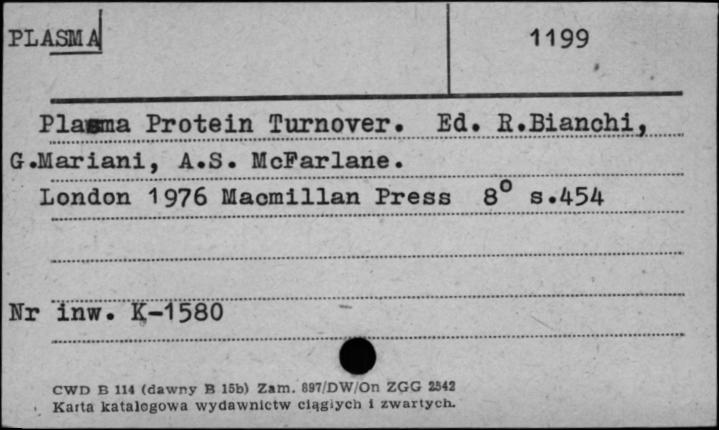 PLASMA
1199
Plasma Protein Turnover. Ed. R.Bianchi,
G.Mariani, A.S. McFarlane.
London 1976 Macmillan Press 8° s.454
Nr inw. K-1580
CWD B 114 (dawny B 15b) Zam. 897/DW/On ZGG 2542
Karta katalogowa wydawnictw ciągłych i zwartych.